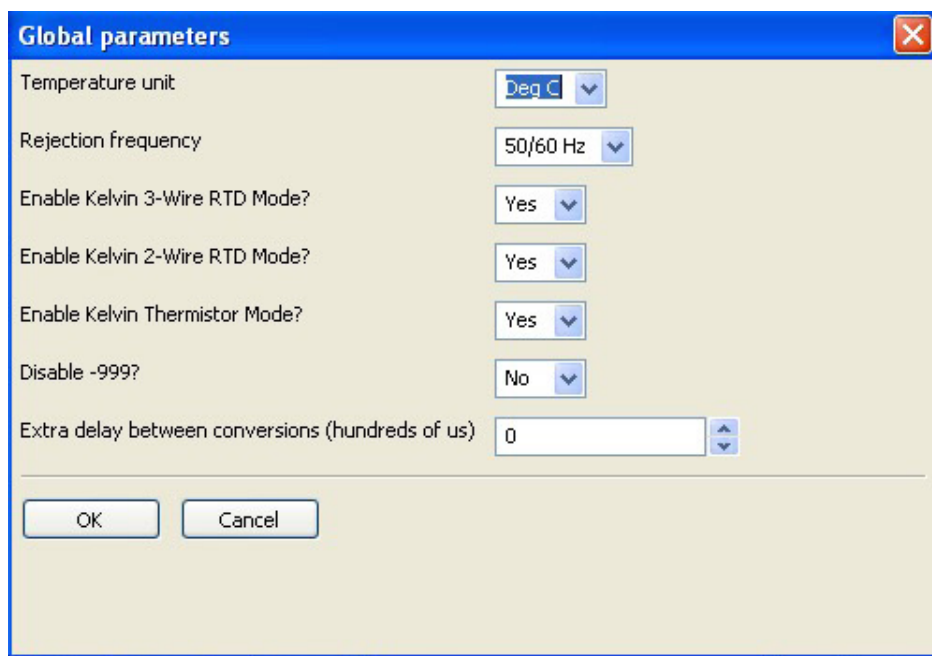 Global parameters
Temperature unit Deg C
Rejection frequency 50/60 Hz
Enable Kelvin 3-Wire RTD Mode? Yes
Enable Kelvin 2-Wire RTD Mode? Yes
Enable Kelvin Thermistor Mode? Yes
Disable -999? No
Extra delay between conversions (hundreds of us) 0
OK Cancel